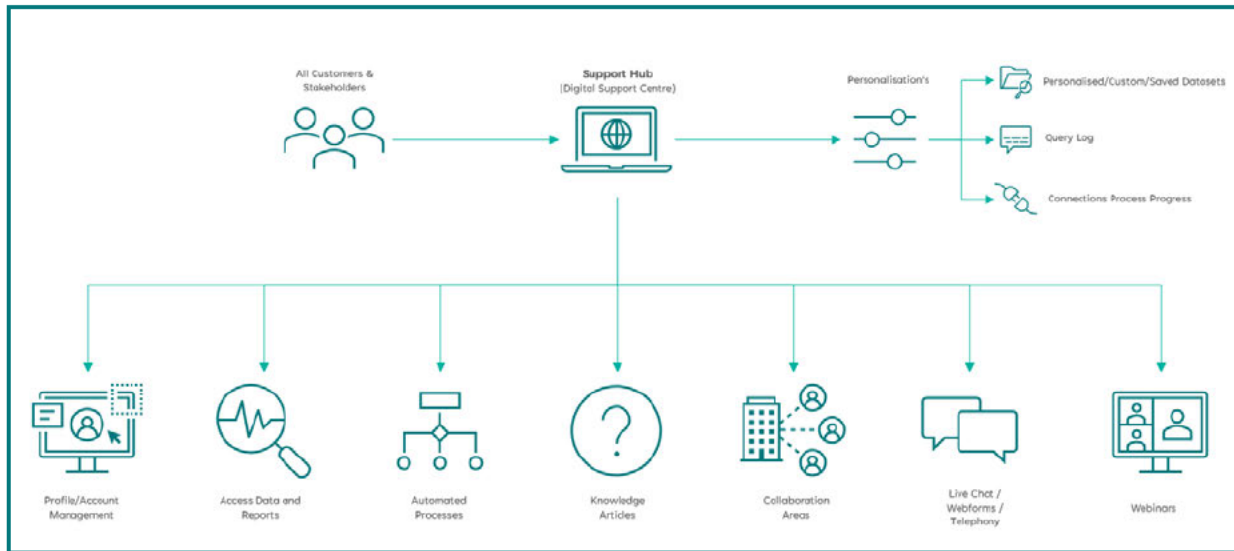 All Customers &
Stakeholders
Support Hub
(Digital Support Centre)
Personalisation's
Personalised/Custom/Saved Datasets
Query Log
Connections Process Progress
Profile/Account
Management
Access Data and
Reports
Automated
Processes
Knowledge
Articles
Collaboration
Areas
Live Chat /
Webforms /
Telephony
Webinars